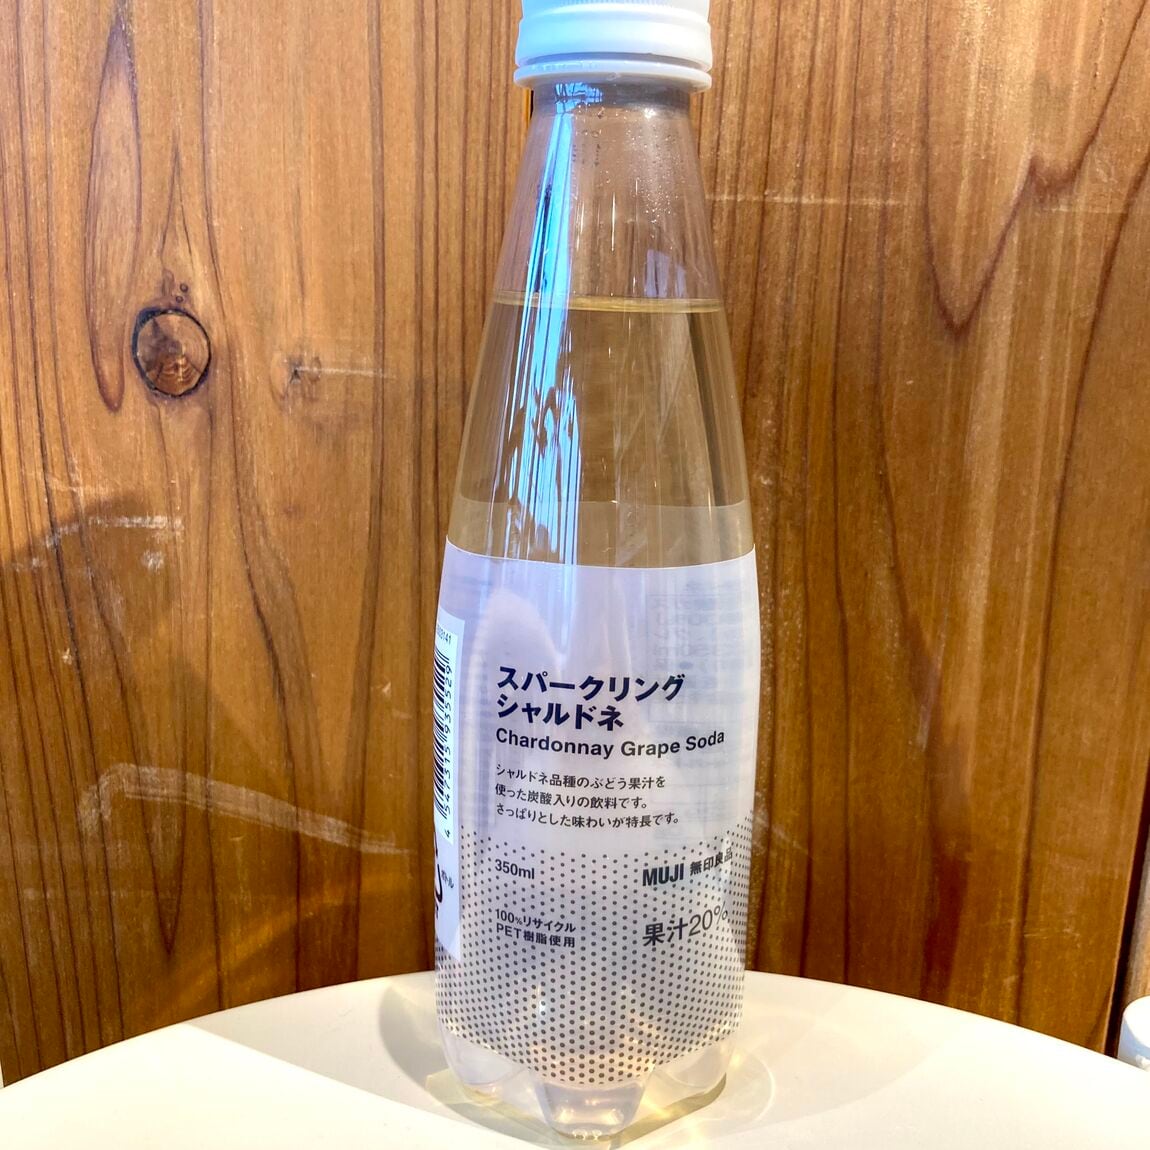 スパークリング
シャルドネ
Chardonnay Grape Soda
シャルドネ品種のぶどう果汁を
使った炭酸入りの飲料です。
さっぱりとした味わいが特長です。
350ml
MUJI 無印良品
100%リサイクル
PET樹脂使用
果汁20%
4 547315 935529